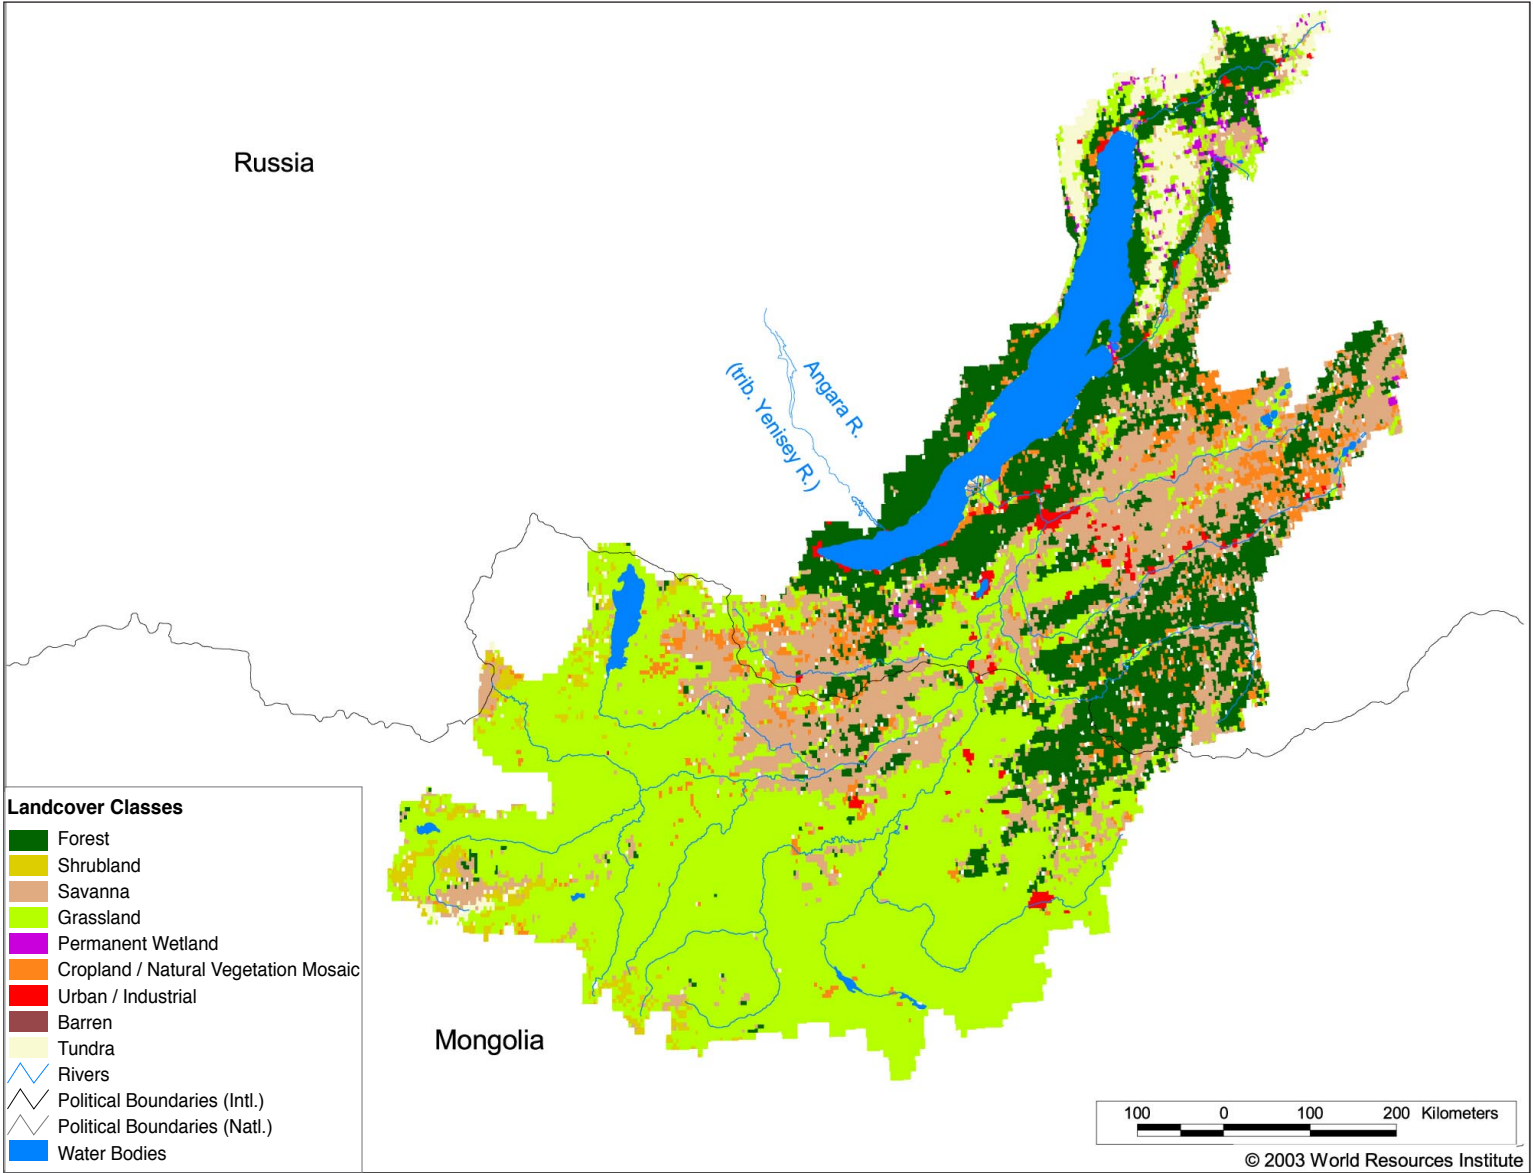 Russia
Angara R.
(trib. Yenisey R.)
Landcover Classes
Forest
Shrubland
Savanna
Grassland
Permanent Wetland
Cropland / Natural Vegetation Mosaic
Urban / Industrial
Barren
Tundra
Rivers
Political Boundaries (Intl.)
Political Boundaries (Natl.)
Water Bodies
Mongolia
100 0 100 200 Kilometers
© 2003 World Resources Institute